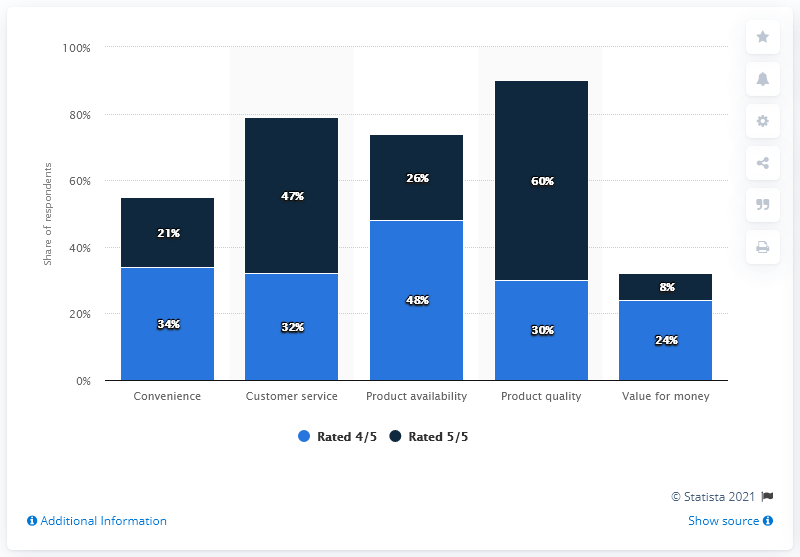 100%
80%
60%
40%
20%
0%
Share of respondents
21%
34%
47%
32%
26%
48%
60%
30%
8%
24%
Convenience
Customer service
Product availability
Product quality
Value for money
Rated 4/5
Rated 5/5
© Statista 2021
Additional Information
Show source